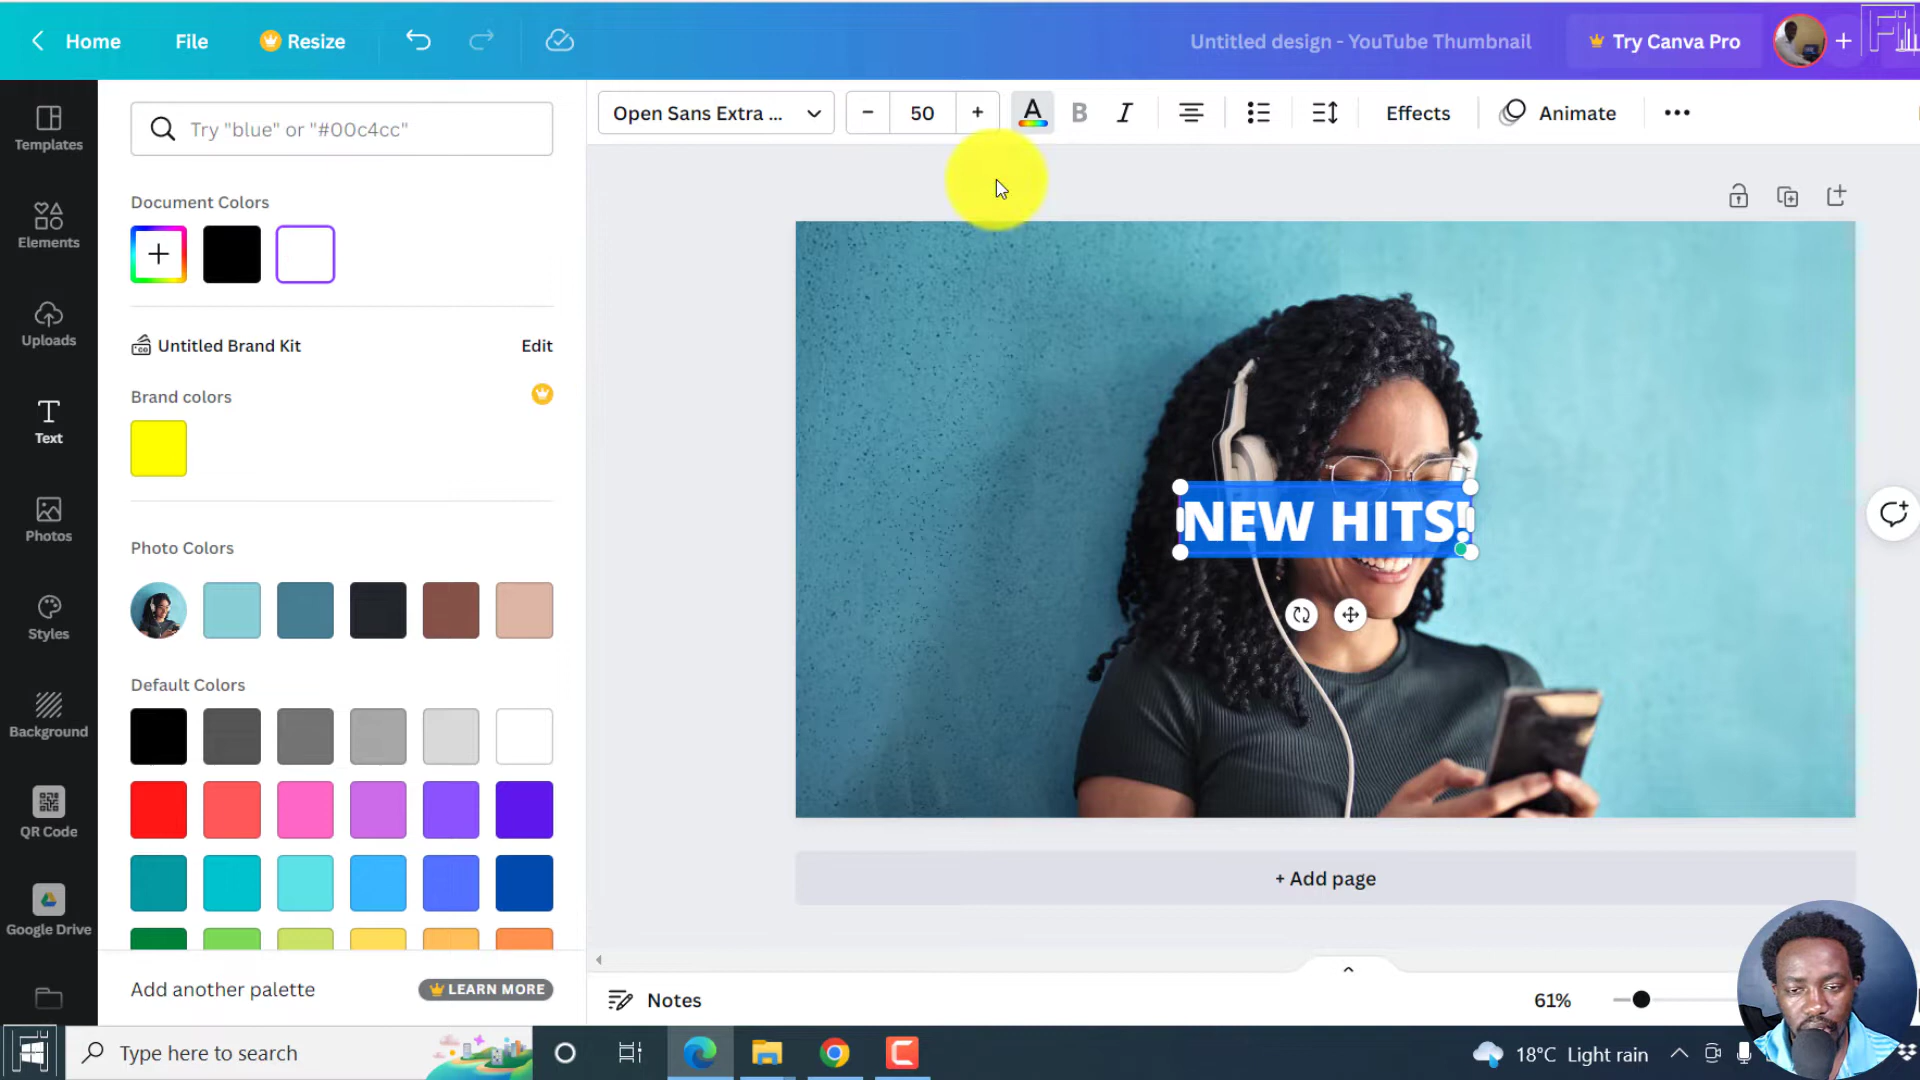 Home File Resize Untitled design - YouTube Thumbnail Try Canva Pro
Open Sans Extra ... 50 Effects Animate
Try "blue" or "#00c4cc"
Templates
Elements
Uploads
Text
Photos
Styles
Background
QR Code
Google Drive
Document Colors
Untitled Brand Kit Edit
Brand colors
Photo Colors
Default Colors
Add another palette LEARN MORE
NEW HITS!
+ Add page
Notes 61%
Type here to search 18°C Light rain